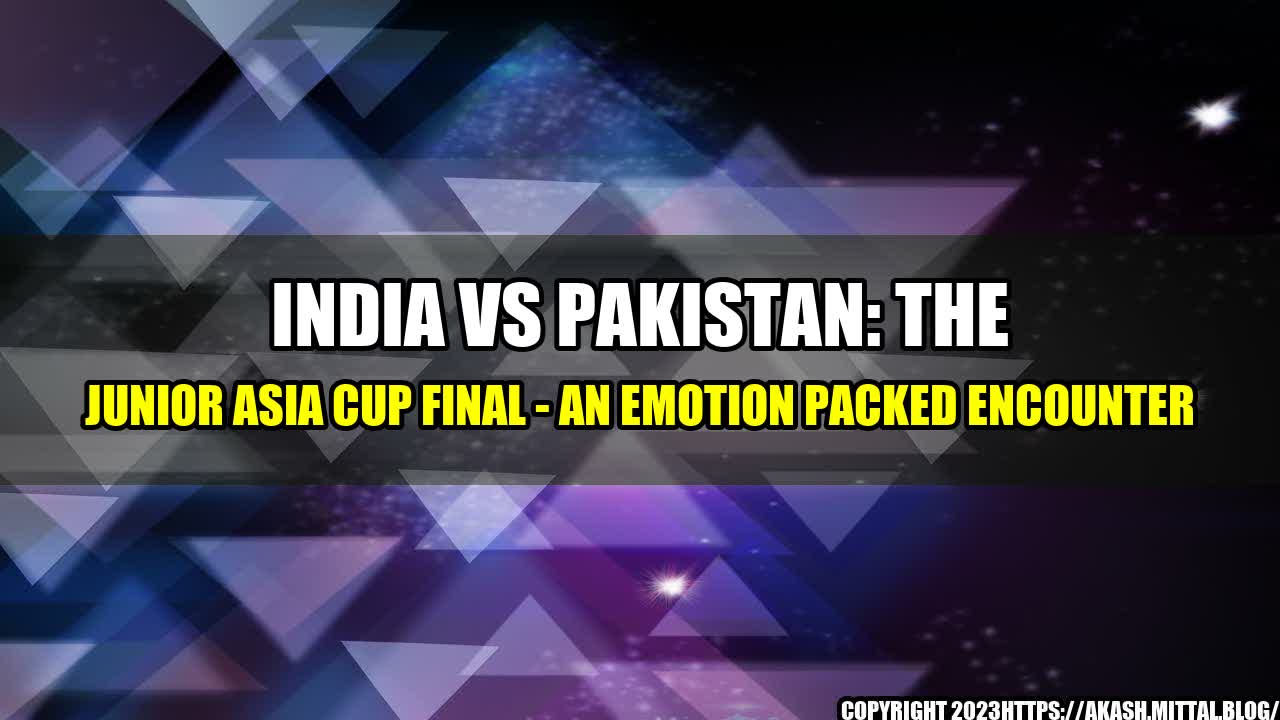 INDIA VS PAKISTAN: THE
JUNIOR ASIA CUP FINAL - AN EMOTION PACKED ENCOUNTER
COPYRIGHT 2023HTTPS://AKASH.MITTAL.BLOG/